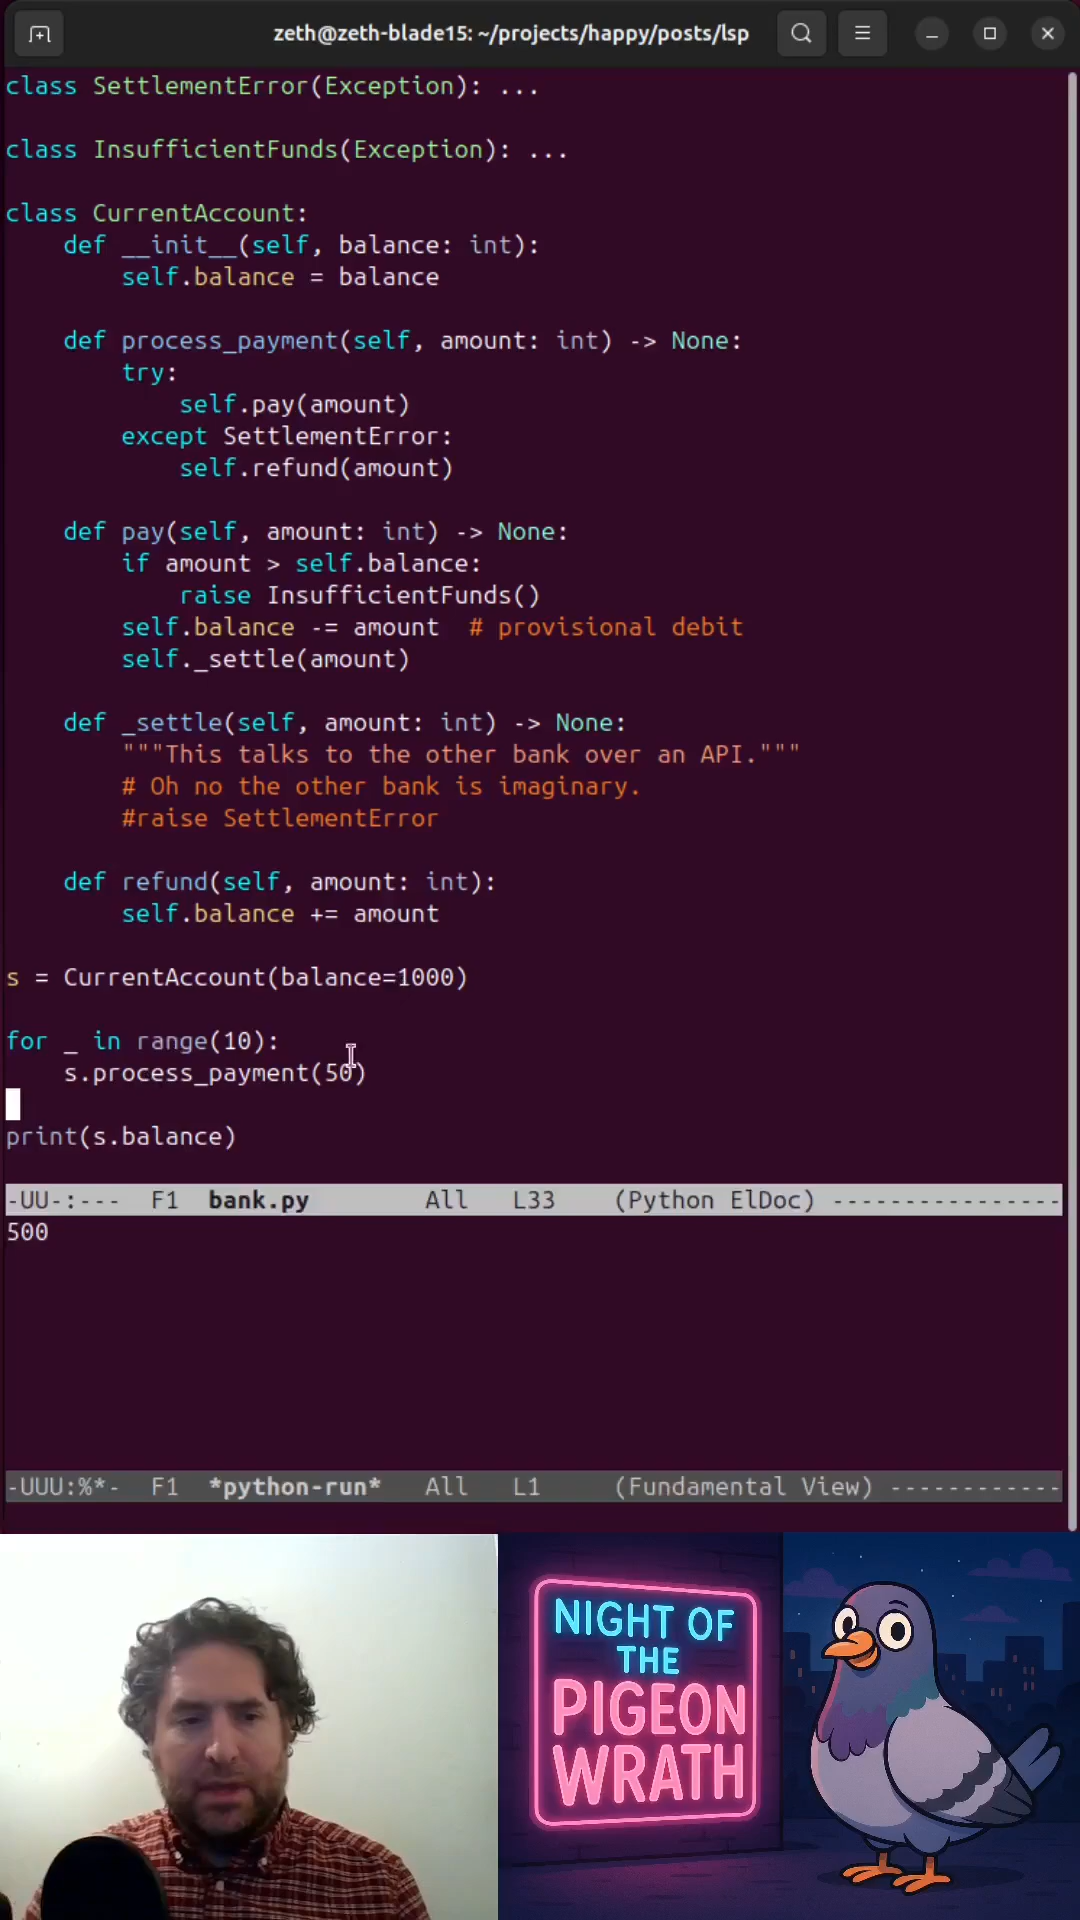 zeth@zeth-blade15: ~/projects/happy/posts/lsp
class SettlementError(Exception): ...
class InsufficientFunds(Exception): ...
class CurrentAccount:
    def __init__(self, balance: int):
        self.balance = balance
    def process_payment(self, amount: int) -> None:
        try:
            self.pay(amount)
        except SettlementError:
            self.refund(amount)
    def pay(self, amount: int) -> None:
        if amount > self.balance:
            raise InsufficientFunds()
        self.balance -= amount  # provisional debit
        self._settle(amount)
    def _settle(self, amount: int) -> None:
        """This talks to the other bank over an API."""
        # Oh no the other bank is imaginary.
        #raise SettlementError
    def refund(self, amount: int):
        self.balance += amount
s = CurrentAccount(balance=1000)
for _ in range(10):
    s.process_payment(50)
print(s.balance)
-UU-:---  F1  bank.py        All   L33    (Python ElDoc) ----------------
500
-UUU:%*-  F1  *python-run*   All   L1     (Fundamental View) ------------
NIGHT OF
THE
PIGEON
WRATH